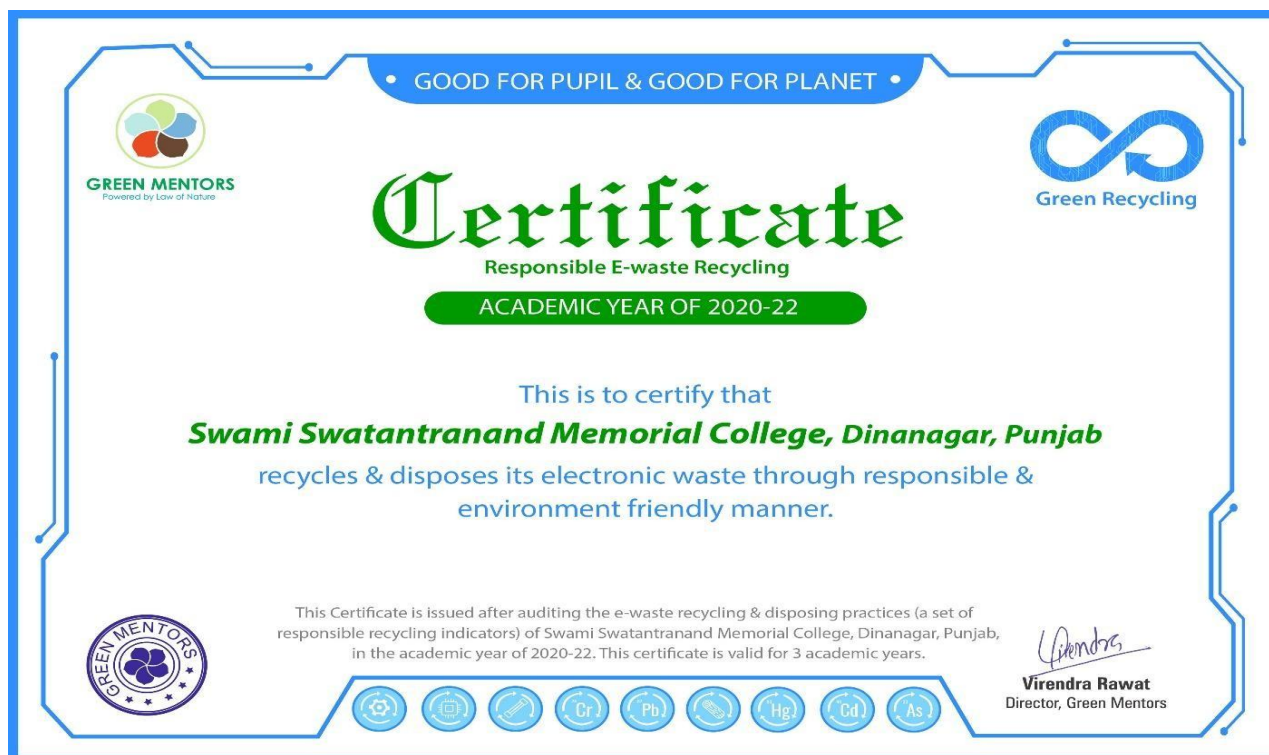 GOOD FOR PUPIL & GOOD FOR PLANET
GREEN MENTORS
Powered by Law of Nature
Green Recycling
Certificate
Responsible E-waste Recycling
ACADEMIC YEAR OF 2020-22
This is to certify that
Swami Swatantranand Memorial College, Dinanagar, Punjab
recycles & disposes its electronic waste through responsible &
environment friendly manner.
This Certificate is issued after auditing the e-waste recycling & disposing practices (a set of
responsible recycling indicators) of Swami Swatantranand Memorial College, Dinanagar, Punjab,
in the academic year of 2020-22. This certificate is valid for 3 academic years.
GREEN MENTORS
Virendra
Virendra Rawat
Director, Green Mentors
Cr
Pb
Hg
Cd
As